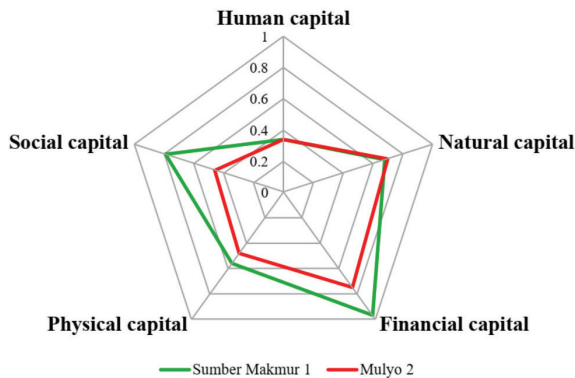 Human capital
1
0.8
0.6
0.4
0.2
0
Social capital
Natural capital
Physical capital
Financial capital
Sumber Makmur 1
Mulyo 2